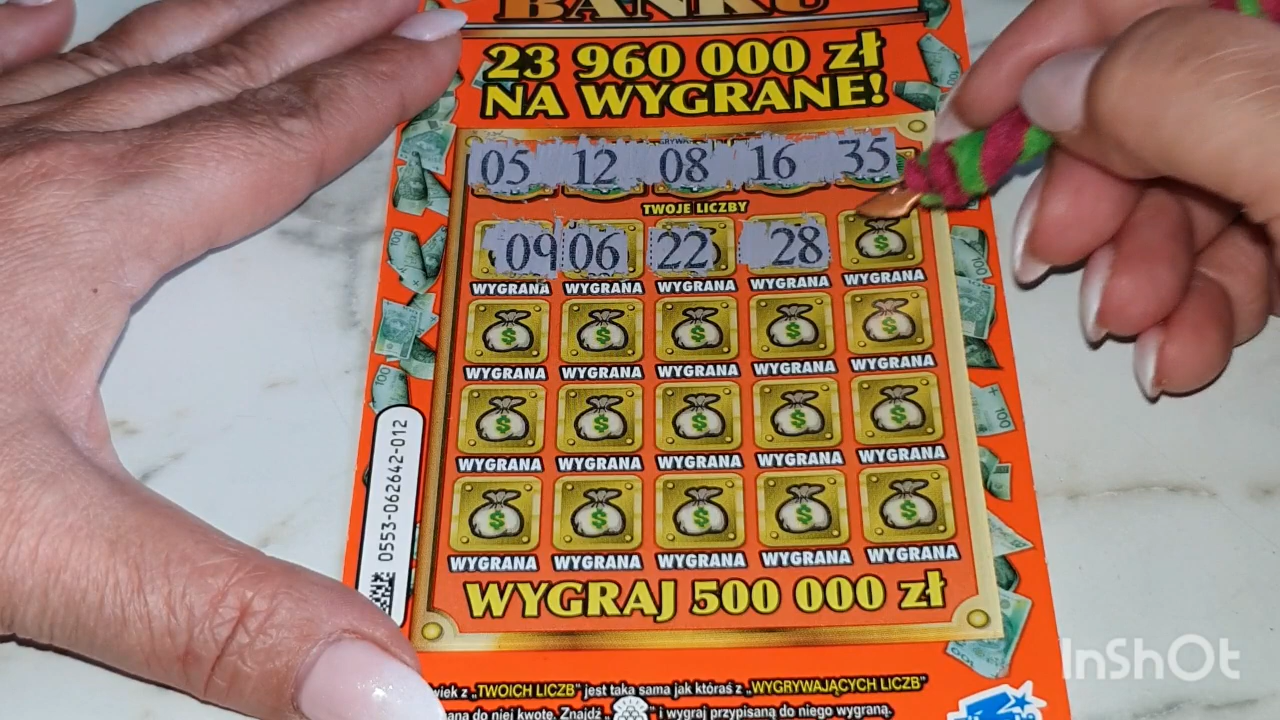 BANKU
23 960 000 zł
NA WYGRANE!
05 12 08 16 35
TWOJE LICZBY
09 06 22 28
WYGRANA WYGRANA WYGRANA WYGRANA WYGRANA
WYGRANA WYGRANA WYGRANA WYGRANA WYGRANA
WYGRANA WYGRANA WYGRANA WYGRANA WYGRANA
WYGRANA WYGRANA WYGRANA WYGRANA WYGRANA
WYGRAJ 500 000 zł
0553-062642-012
z „TWOICH LICZB" jest taka sama jak któraś z „WYGRYWAJĄCYCH LICZB"
do niej kwotę. Znajdź „ " i wygraj przypisaną do niego wygraną.
InShOt